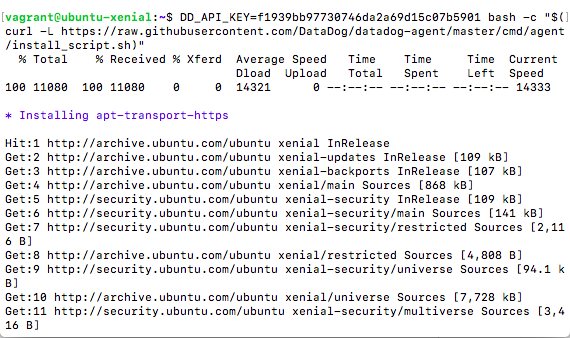 [vagrant@ubuntu-xenial:~$ DD_API_KEY=f1939bb97730746da2a69d15c07b5901 bash -c "$(]
curl -L https://raw.githubusercontent.com/DataDog/datadog-agent/master/cmd/agent
/install_script.sh)"
% Total % Received % Xferd Average Speed Time Time Time Current
Dload Upload Total Spent Left Speed
100 11080 100 11080 0 0 14321 0 --:--:-- --:--:-- --:--:-- 14333
* Installing apt-transport-https
Hit:1 http://archive.ubuntu.com/ubuntu xenial InRelease
Get:2 http://archive.ubuntu.com/ubuntu xenial-updates InRelease [109 kB]
Get:3 http://archive.ubuntu.com/ubuntu xenial-backports InRelease [107 kB]
Get:4 http://archive.ubuntu.com/ubuntu xenial/main Sources [868 kB]
Get:5 http://security.ubuntu.com/ubuntu xenial-security InRelease [109 kB]
Get:6 http://security.ubuntu.com/ubuntu xenial-security/main Sources [141 kB]
Get:7 http://security.ubuntu.com/ubuntu xenial-security/restricted Sources [2,11
6 B]
Get:8 http://archive.ubuntu.com/ubuntu xenial/restricted Sources [4,808 B]
Get:9 http://security.ubuntu.com/ubuntu xenial-security/universe Sources [94.1 k
B]
Get:10 http://archive.ubuntu.com/ubuntu xenial/universe Sources [7,728 kB]
Get:11 http://security.ubuntu.com/ubuntu xenial-security/multiverse Sources [3,4
16 B]